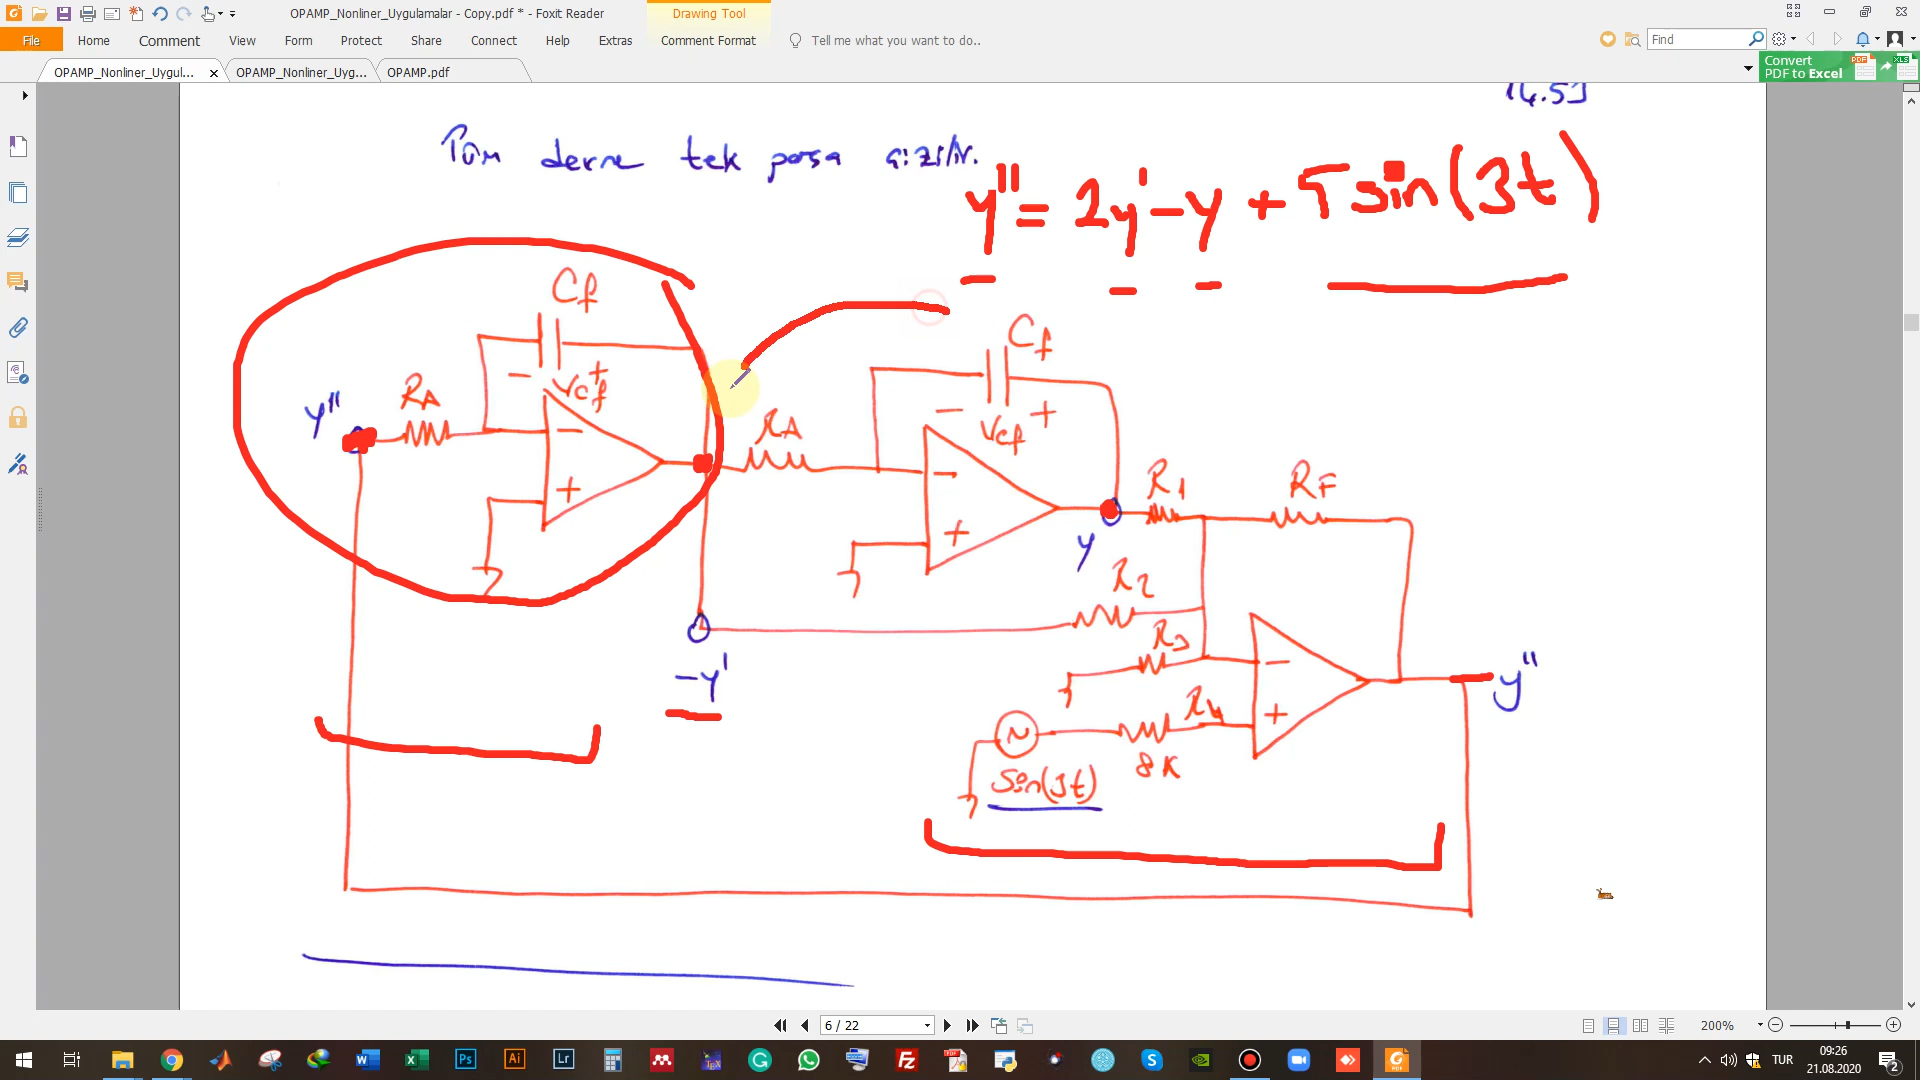 OPAMP_Nonliner_Uygulamalar - Copy.pdf * - Foxit Reader
Drawing Tool
File Home Comment View Form Protect Share Connect Help Extras Comment Format Tell me what you want to do.. Find
OPAMP_Nonliner_Uygul... OPAMP_Nonliner_Uyg... OPAMP.pdf
Convert
PDF to Excel
Tüm devre tek parça çizilir.
y'' = 2y' - y + 5 sin(3t)
Cf
Cf
- Vcf +
y''
RA
RA
- Vcf +
-
+
-
+
R1
RF
y
R2
R3
-y'
-
+
y''
R4
8K
N
Sin(3t)
6 / 22
200%
TUR
09:26
21.08.2020
2